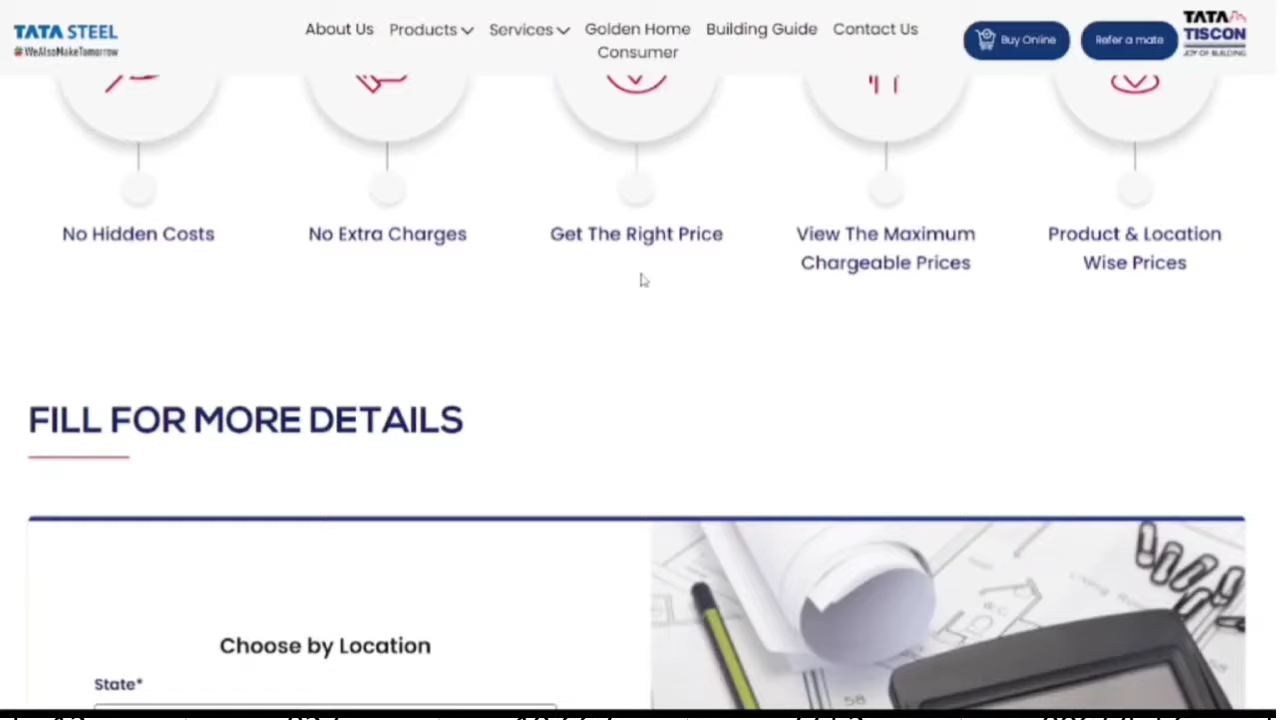 TATA STEEL
#WeAlsoMakeTomorrow
About Us
Products
Services
Golden Home
Consumer
Building Guide
Contact Us
Buy Online
Refer a mate
TATA
TISCON
JOY OF BUILDING
No Hidden Costs
No Extra Charges
Get The Right Price
View The Maximum
Chargeable Prices
Product & Location
Wise Prices
FILL FOR MORE DETAILS
Choose by Location
State*
W.C
58